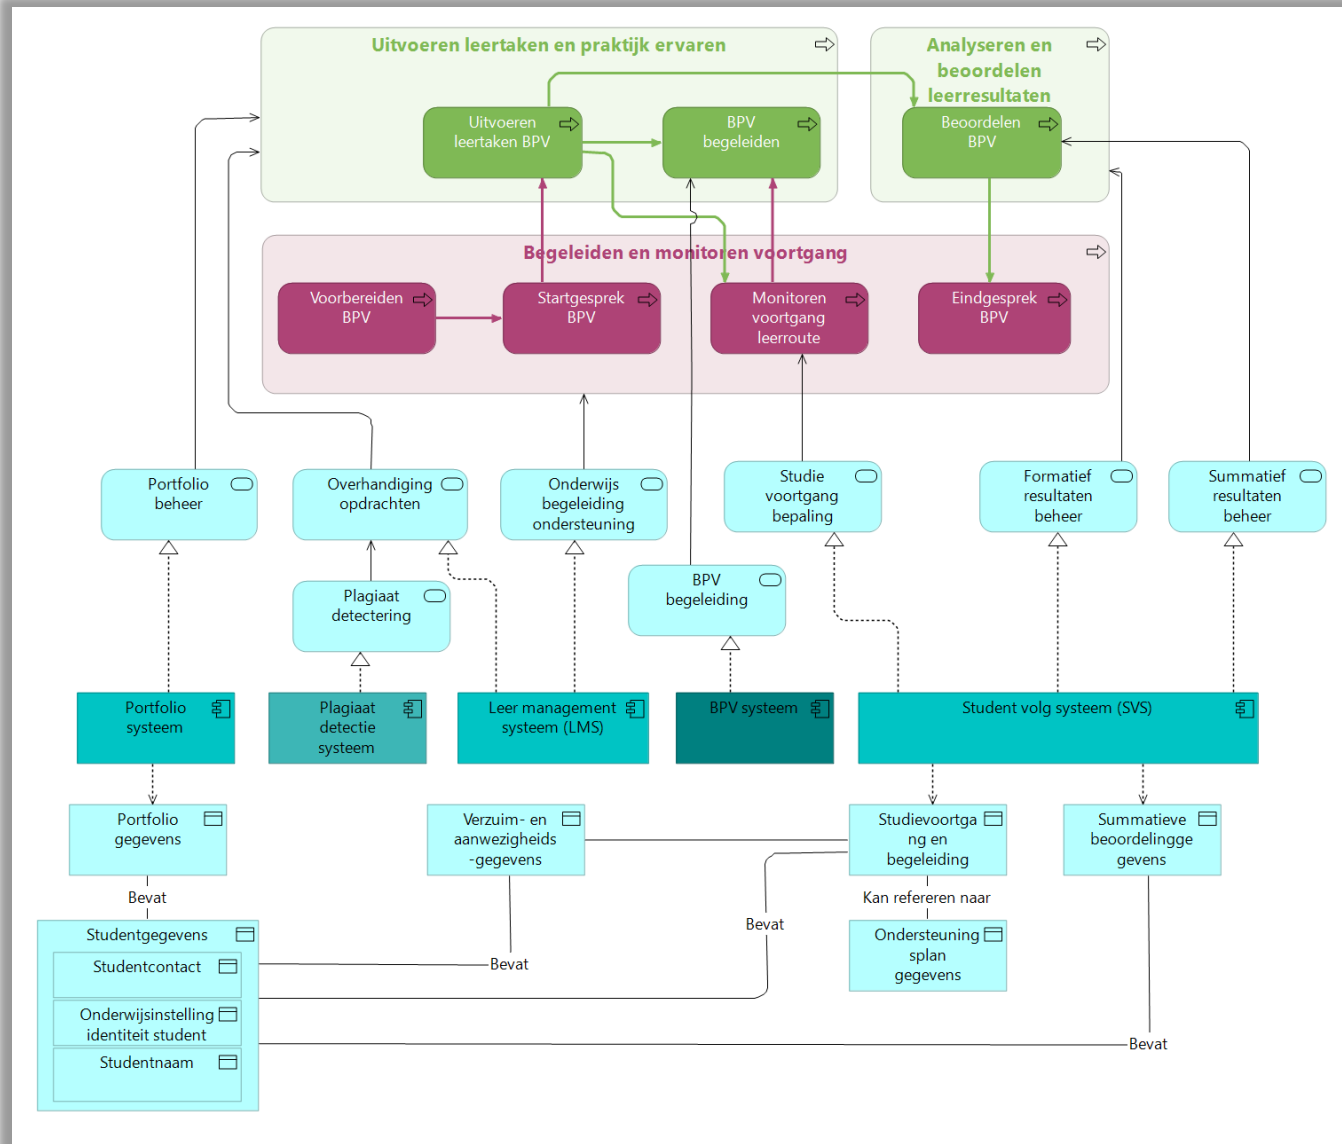 Uitvoeren leertaken en praktijk ervaren
Analyseren en
beoordelen
leerresultaten
Uitvoeren
leertaken BPV
BPV
begeleiden
Beoordelen
BPV
Begeleiden en monitoren voortgang
Voorbereiden
BPV
Startgesprek
BPV
Monitoren
voortgang
leerroute
Eindgesprek
BPV
Portfolio
beheer
Overhandiging
opdrachten
Onderwijs
begeleiding
ondersteuning
Studie
voortgang
bepaling
Formatief
resultaten
beheer
Summatief
resultaten
beheer
Plagiaat
detectering
BPV
begeleiding
Portfolio
systeem
Plagiaat
detectie
systeem
Leer management
systeem (LMS)
BPV systeem
Student volg systeem (SVS)
Portfolio
gegevens
Verzuim- en
aanwezigheids
-gegevens
Studievoortga
ng en
begeleiding
Summatieve
beoordelingge
gevens
Bevat
Kan refereren naar
Bevat
Studentgegevens
Ondersteuning
splan
gegevens
Bevat
Studentcontact
Onderwijsinstelling
identiteit student
Bevat
Studentnaam